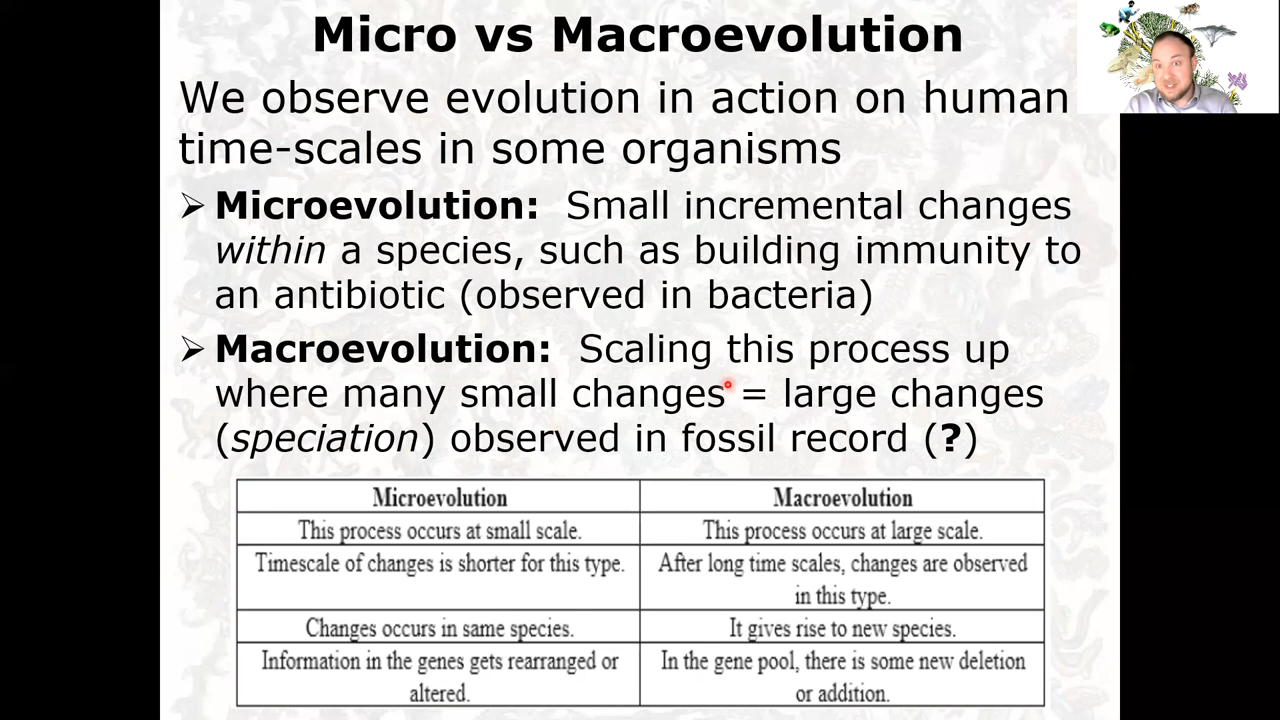 Micro vs Macroevolution
We observe evolution in action on human
time-scales in some organisms
➢ Microevolution: Small incremental changes
within a species, such as building immunity to
an antibiotic (observed in bacteria)
➢ Macroevolution: Scaling this process up
where many small changes = large changes
(speciation) observed in fossil record (?)
Microevolution Macroevolution
This process occurs at small scale. This process occurs at large scale.
Timescale of changes is shorter for this type. After long time scales, changes are observed
in this type.
Changes occurs in same species. It gives rise to new species.
Information in the genes gets rearranged or In the gene pool, there is some new deletion
altered. or addition.